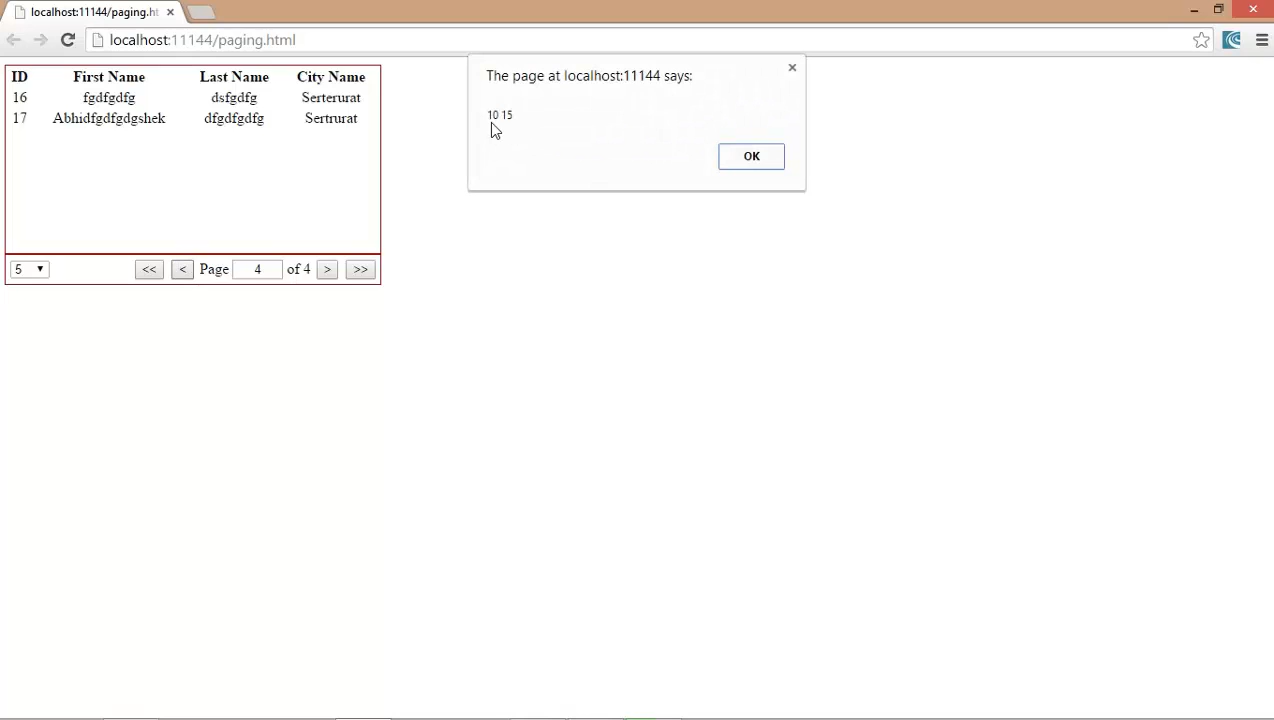 localhost:11144/paging.ht
localhost:11144/paging.html
The page at localhost:11144 says:
10 15
OK
ID First Name Last Name City Name
16 fgdfgdfg dsfgdfg Serterurat
17 Abhidfgdfgdgshek dfgdfgdfg Sertrurat
5 << < Page 4 of 4 > >>